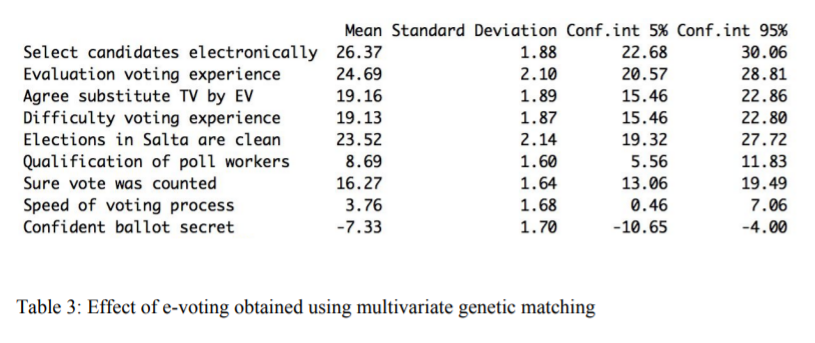 Mean Standard Deviation Conf.int 5% Conf.int 95%
Select candidates electronically 26.37 1.88 22.68 30.06
Evaluation voting experience 24.69 2.10 20.57 28.81
Agree substitute TV by EV 19.16 1.89 15.46 22.86
Difficulty voting experience 19.13 1.87 15.46 22.80
Elections in Salta are clean 23.52 2.14 19.32 27.72
Qualification of poll workers 8.69 1.60 5.56 11.83
Sure vote was counted 16.27 1.64 13.06 19.49
Speed of voting process 3.76 1.68 0.46 7.06
Confident ballot secret -7.33 1.70 -10.65 -4.00
Table 3: Effect of e-voting obtained using multivariate genetic matching